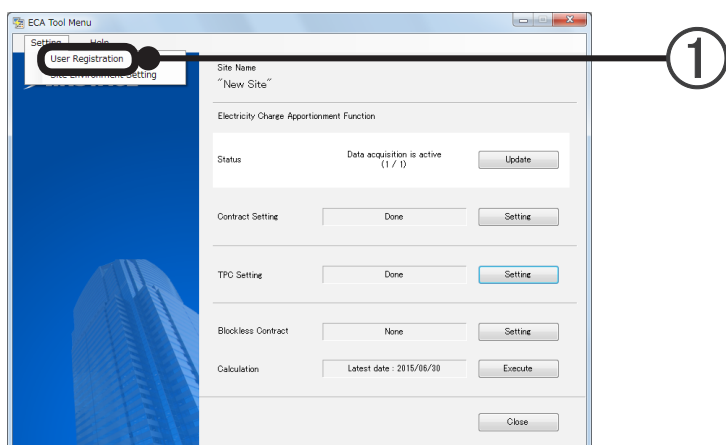 ECA Tool Menu
Setting Help
User Registration
Site Environment Setting
Site Name
"New Site"
Electricity Charge Apportionment Function
Status
Data acquisition is active
(1 / 1)
Update
Contract Setting
Done
Setting
TPC Setting
Done
Setting
Blockless Contract
None
Setting
Calculation
Latest date : 2015/06/30
Execute
Close
1